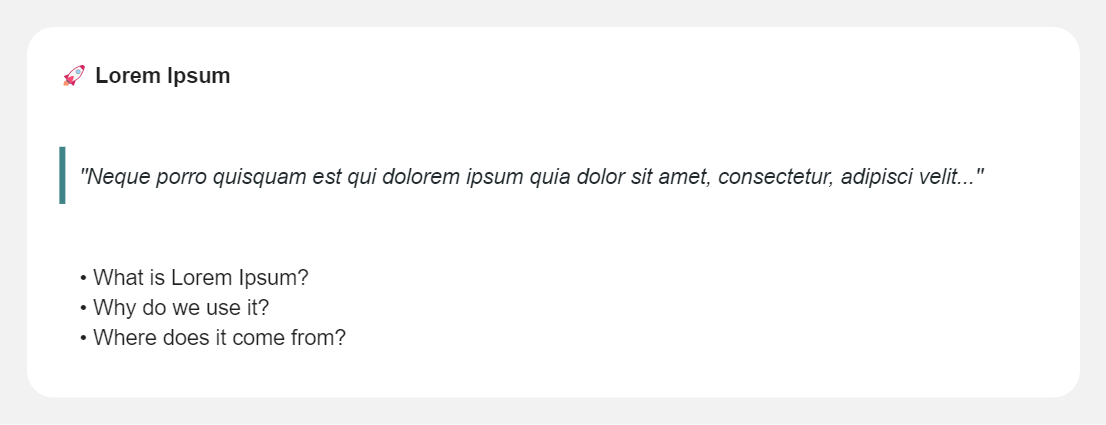 🚀 Lorem Ipsum
"Neque porro quisquam est qui dolorem ipsum quia dolor sit amet, consectetur, adipisci velit..."
• What is Lorem Ipsum?
• Why do we use it?
• Where does it come from?